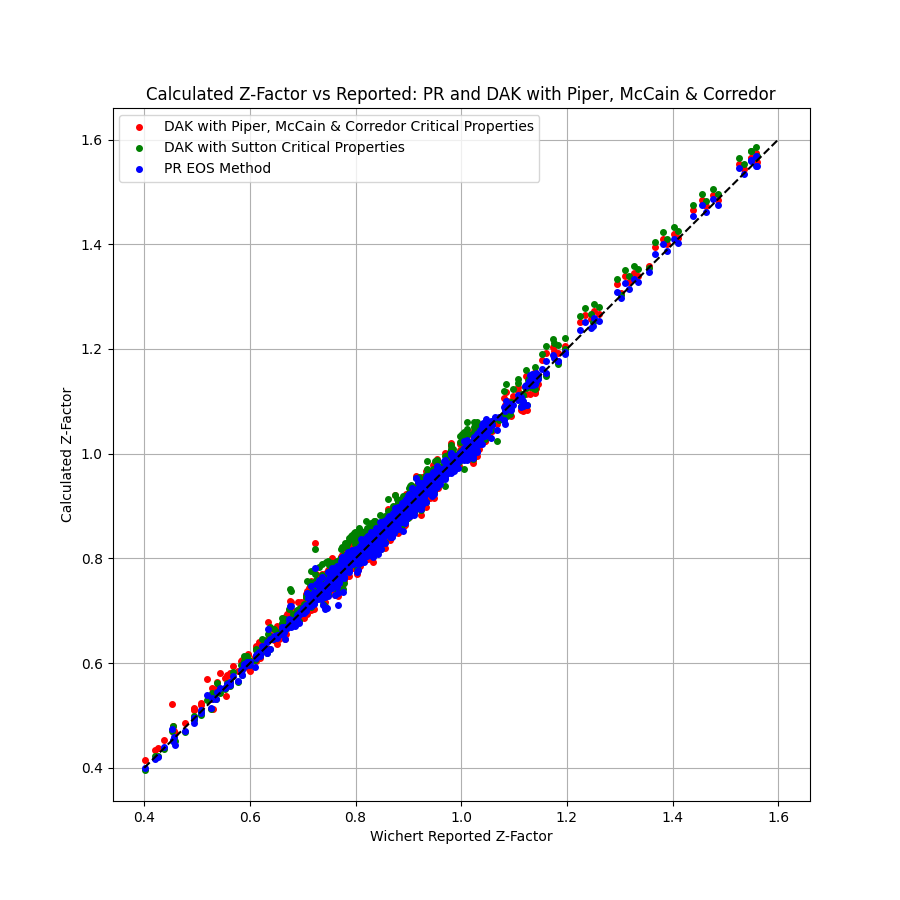 Calculated Z-Factor vs Reported: PR and DAK with Piper, McCain & Corredor
DAK with Piper, McCain & Corredor Critical Properties
DAK with Sutton Critical Properties
PR EOS Method
1.6
1.4
1.2
1.0
0.8
0.6
0.4
Calculated Z-Factor
0.4 0.6 0.8 1.0 1.2 1.4 1.6
Wichert Reported Z-Factor